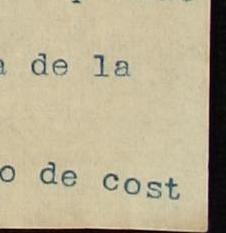 a de la
o de cost